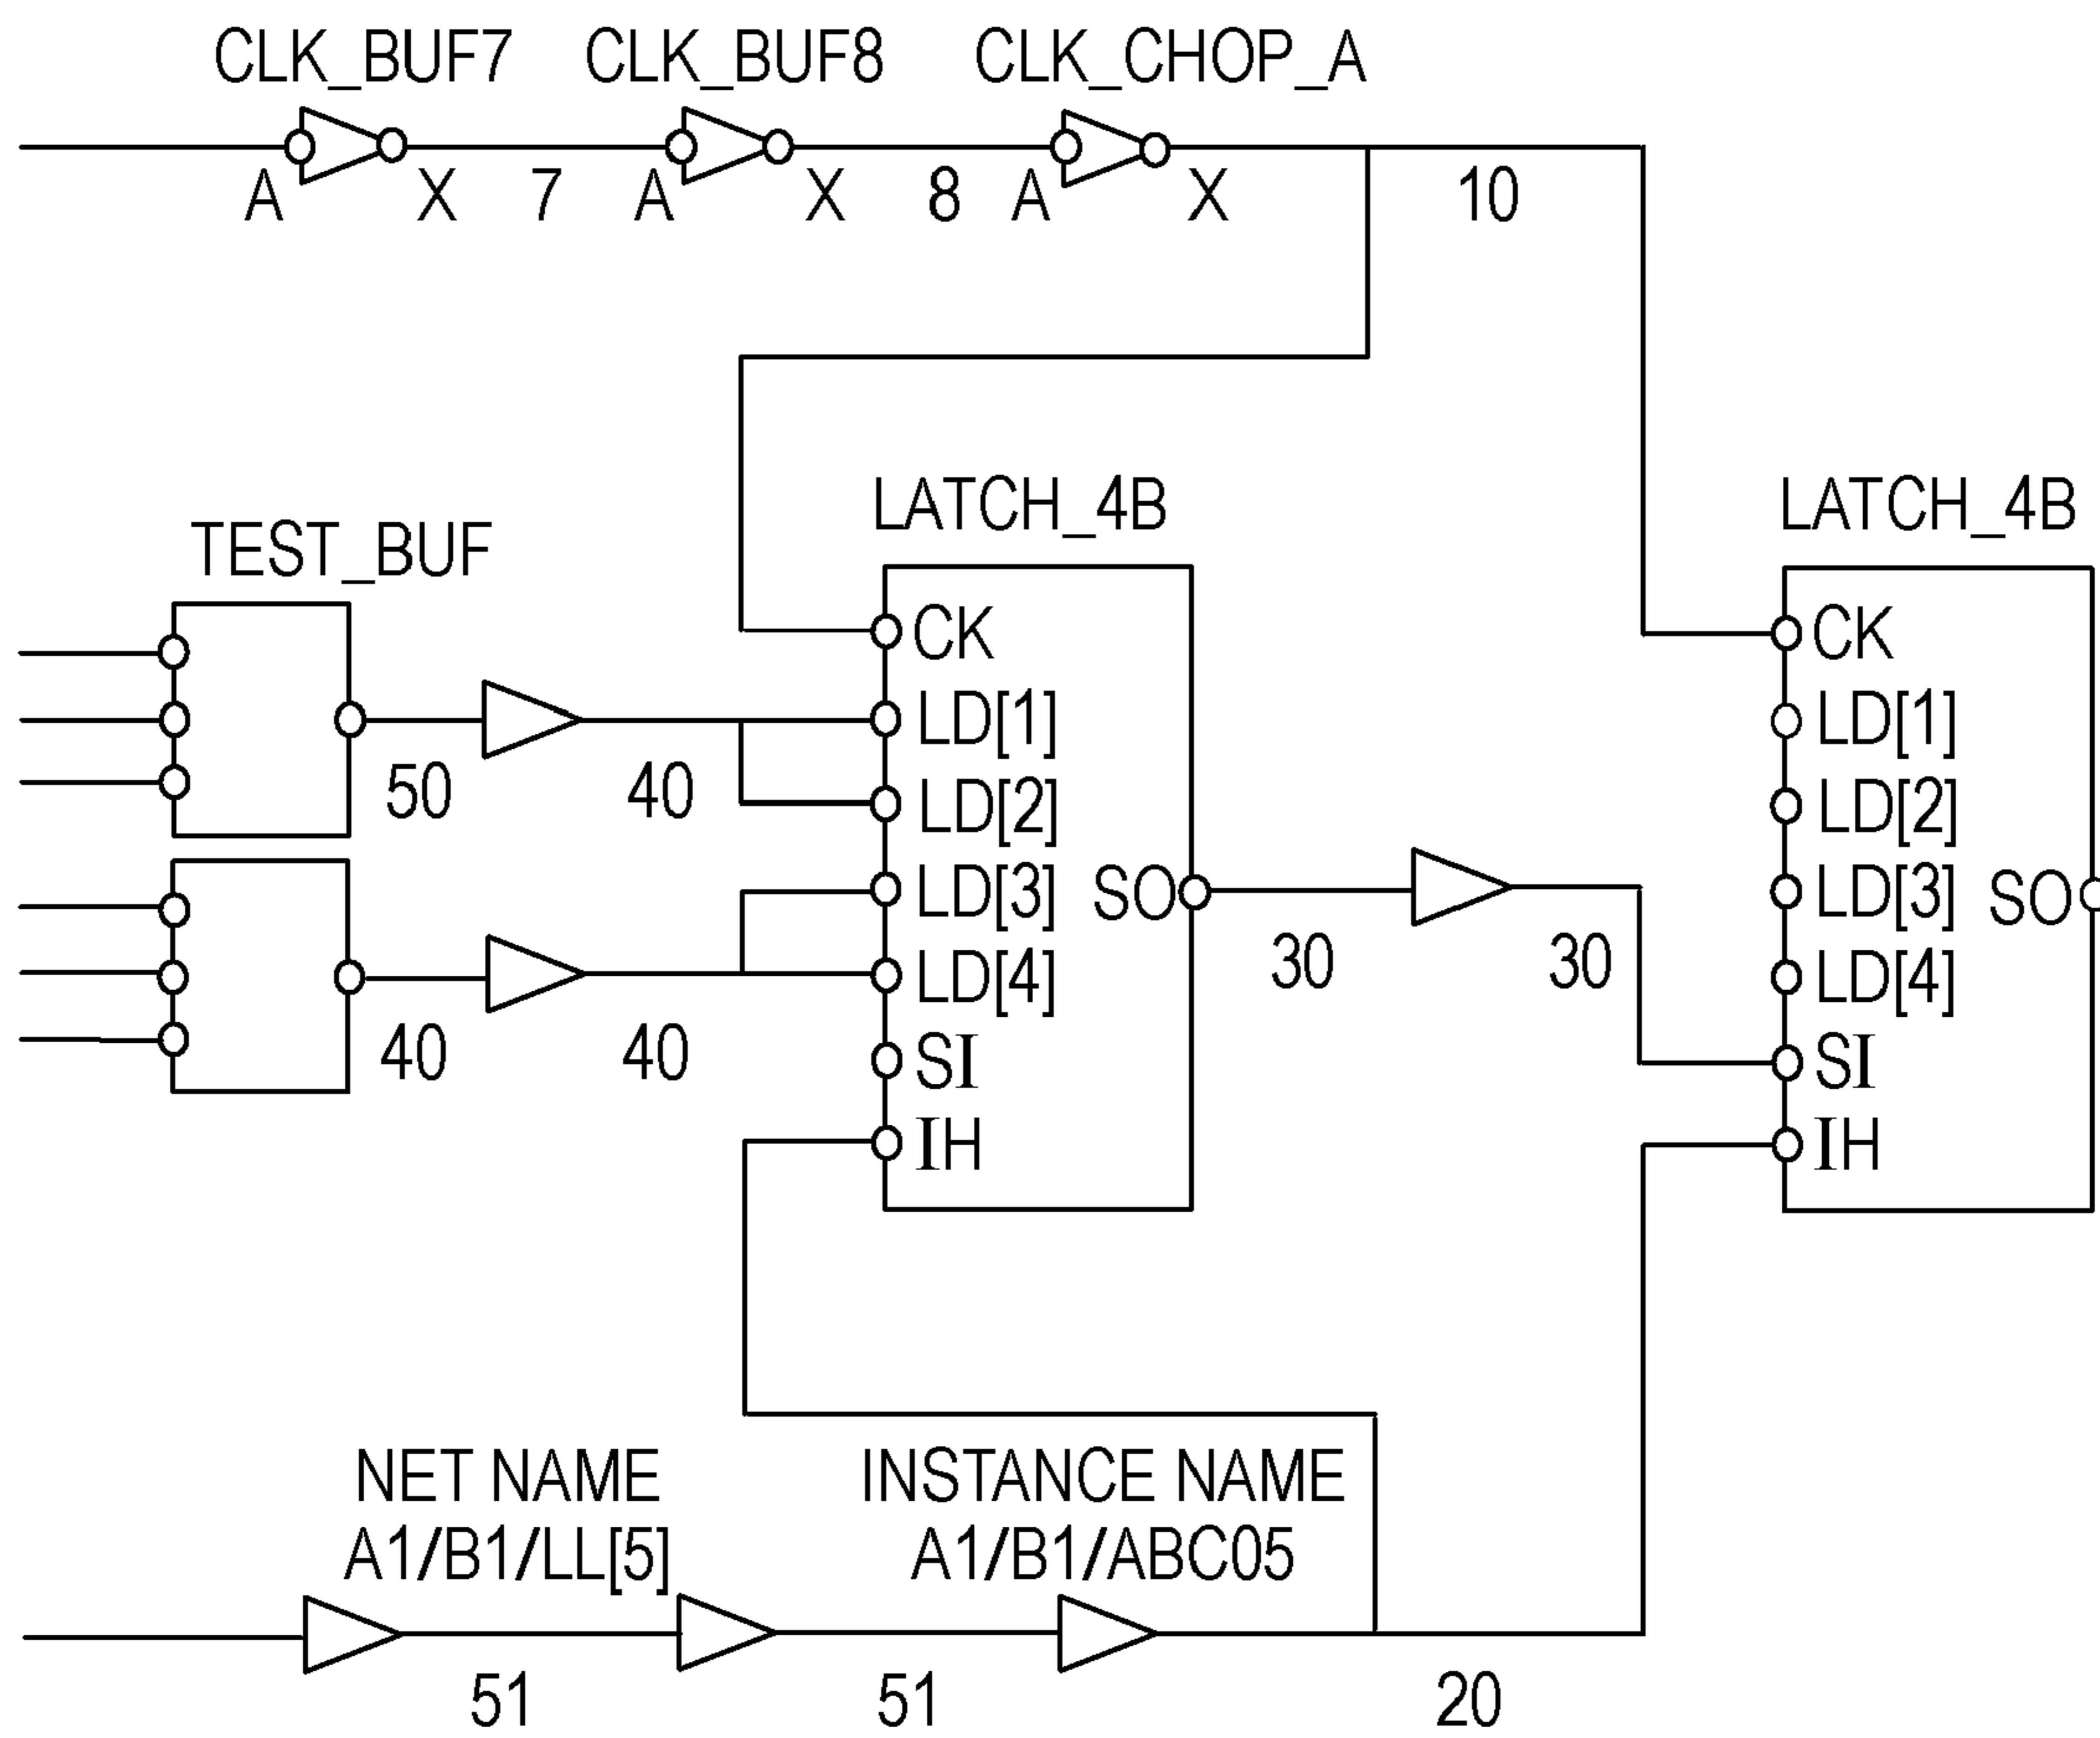 CLK_BUF7 CLK_BUF8 CLK_CHOP_A
A X 7 A X 8 A X 10
LATCH_4B LATCH_4B
TEST_BUF
CK CK
LD[1] LD[1]
50 40 LD[2] LD[2]
LD[3] SO LD[3] SO
30 30
LD[4] LD[4]
40 40 SI SI
IH IH
NET NAME INSTANCE NAME
A1/B1/LL[5] A1/B1/ABC05
51 51 20